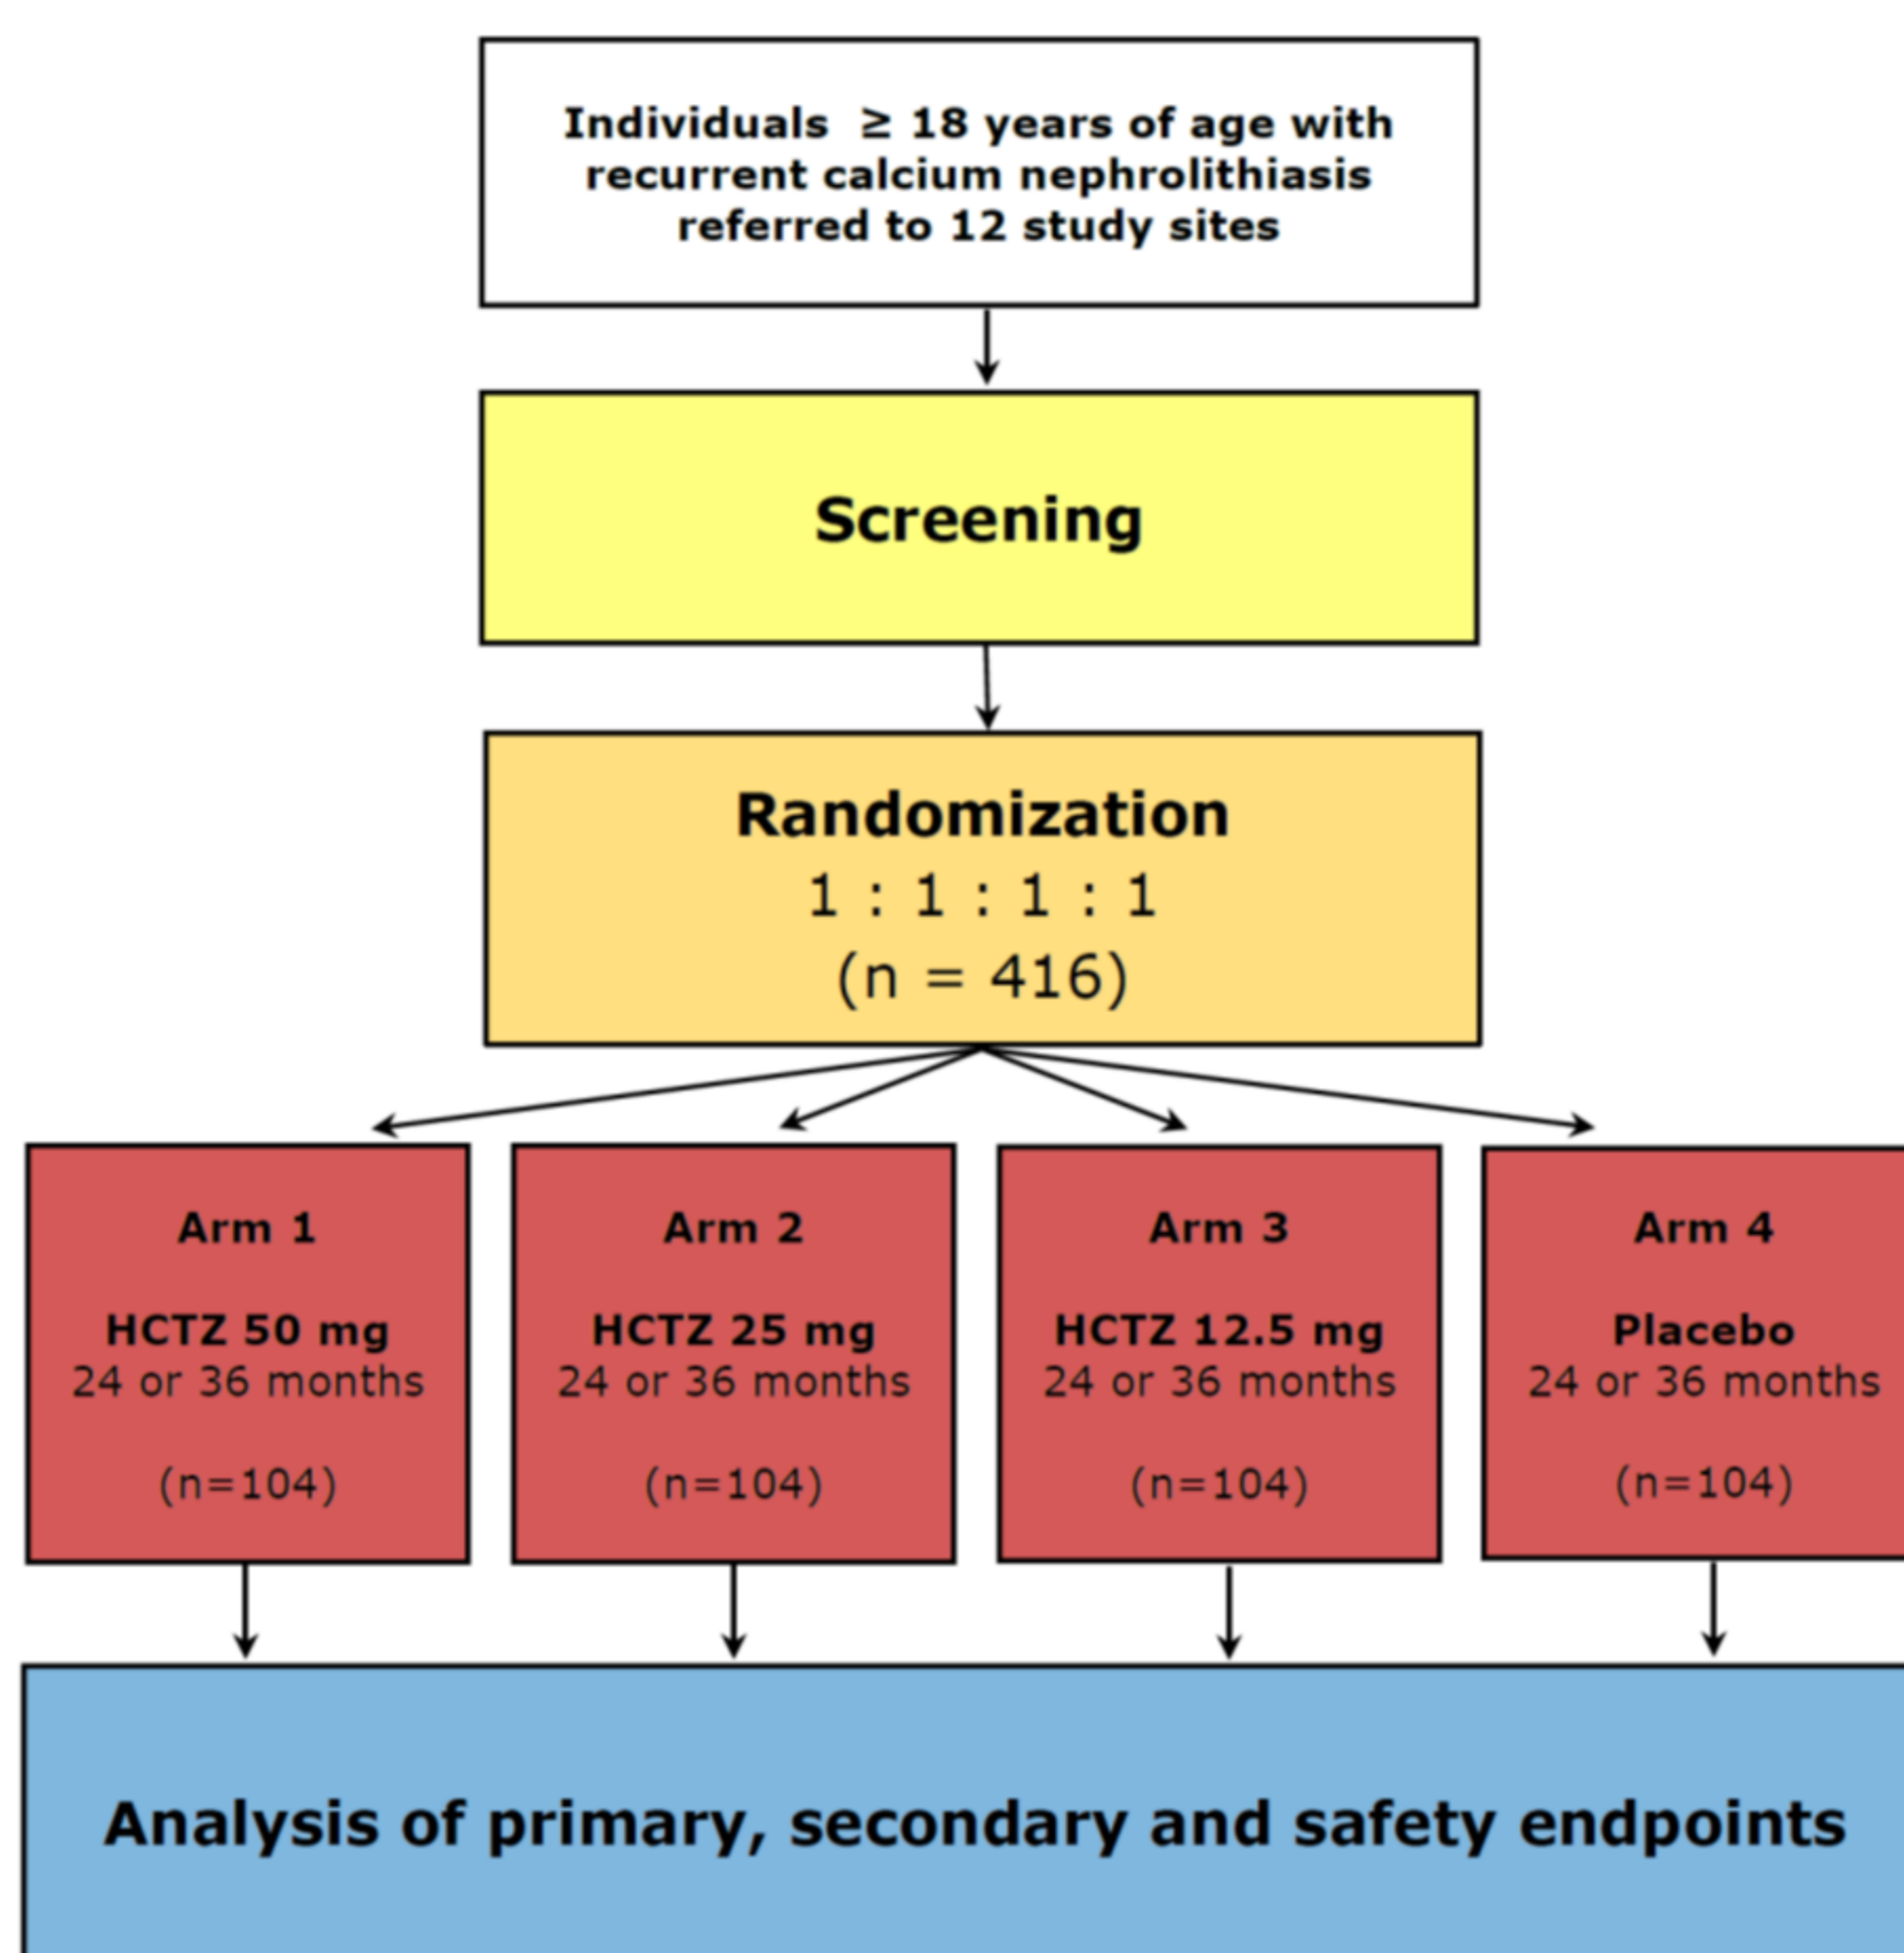 Individuals ≥ 18 years of age with
recurrent calcium nephrolithiasis
referred to 12 study sites
Screening
Randomization
1 : 1 : 1 : 1
(n = 416)
Arm 1
HCTZ 50 mg
24 or 36 months
(n=104)
Arm 2
HCTZ 25 mg
24 or 36 months
(n=104)
Arm 3
HCTZ 12.5 mg
24 or 36 months
(n=104)
Arm 4
Placebo
24 or 36 months
(n=104)
Analysis of primary, secondary and safety endpoints